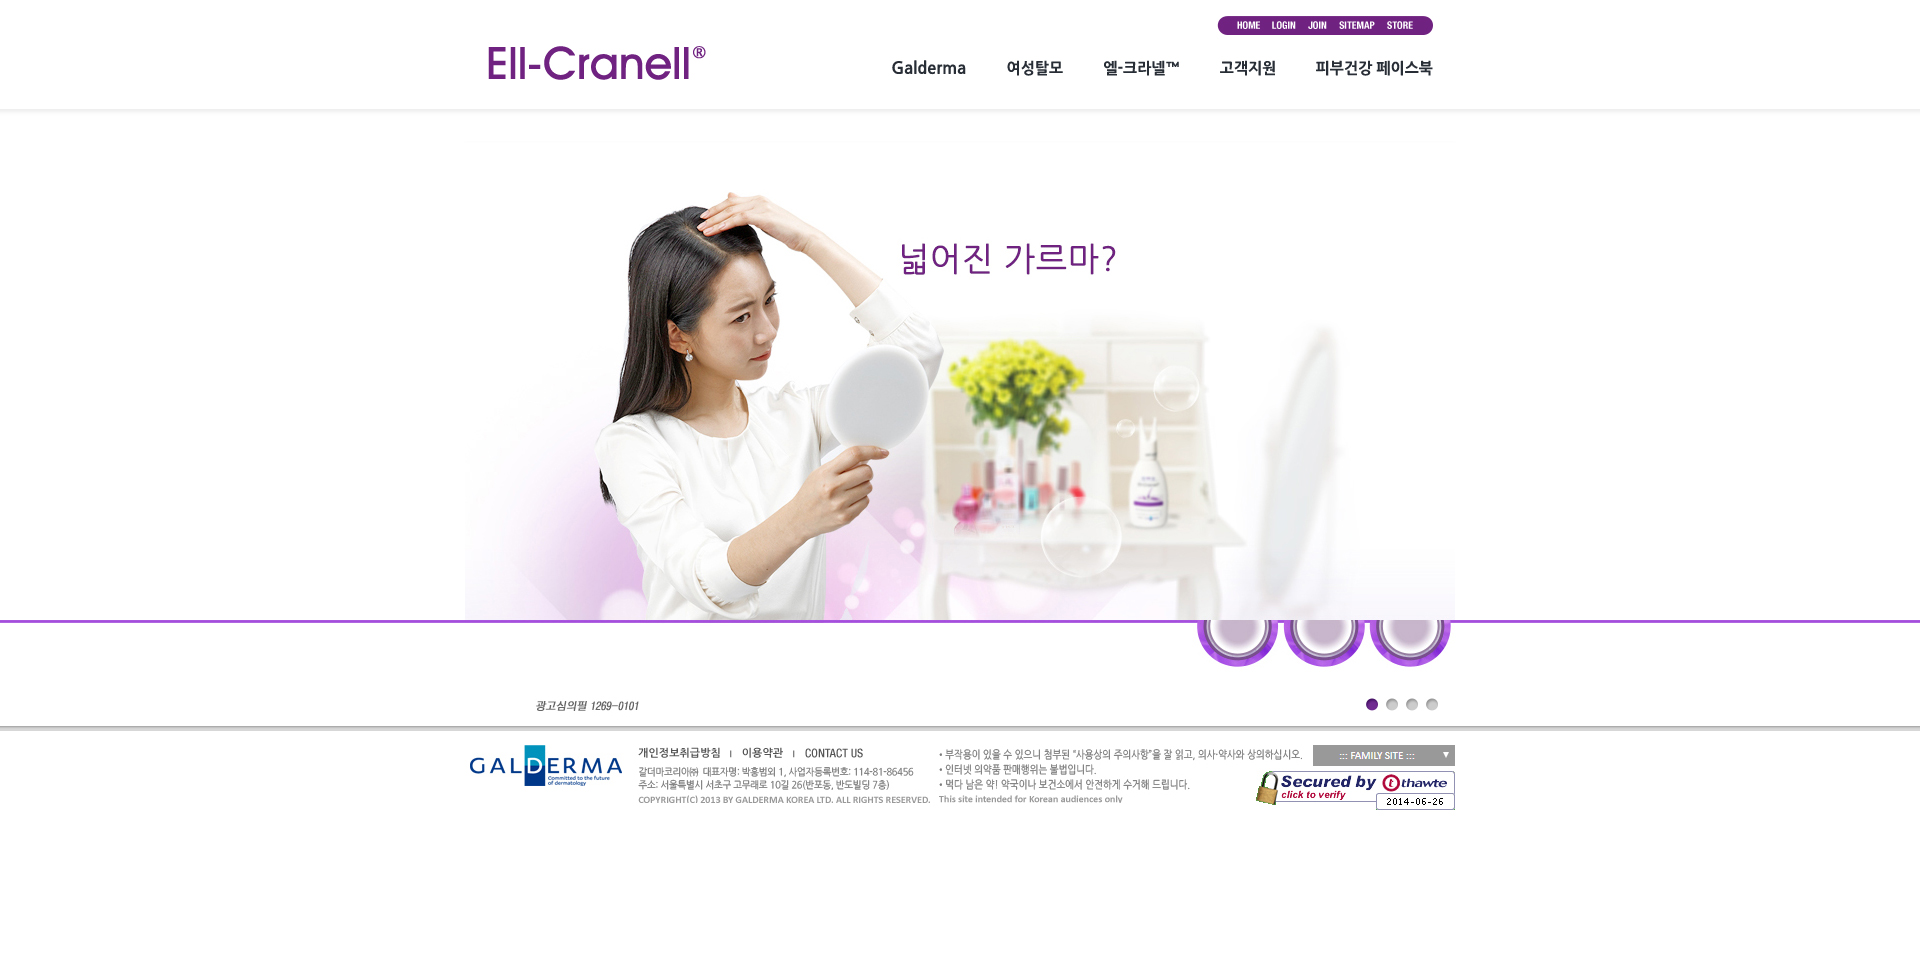 HOME LOGIN JOIN SITEMAP STORE
Ell-Cranell®
Galderma 여성탈모 엘-크라넬™ 고객지원 피부건강 페이스북
넓어진 가르마?
광고심의필 1269-0101
GALDERMA
Committed to the future
of dermatology
개인정보취급방침 | 이용약관 | CONTACT US
갈더마코리아㈜ 대표자명: 박흥범외 1, 사업자등록번호: 114-81-86456
주소: 서울특별시 서초구 고무래로 10길 26(반포동, 반도빌딩 7층)
COPYRIGHT(C) 2013 BY GALDERMA KOREA LTD. ALL RIGHTS RESERVED.
• 부작용이 있을 수 있으니 첨부된 "사용상의 주의사항"을 잘 읽고, 의사·약사와 상의하십시오.
• 인터넷 의약품 판매행위는 불법입니다.
• 먹다 남은 약! 약국이나 보건소에서 안전하게 수거해 드립니다.
This site intended for Korean audiences only
::: FAMILY SITE ::: ▼
Secured by thawte
click to verify
2014-06-26